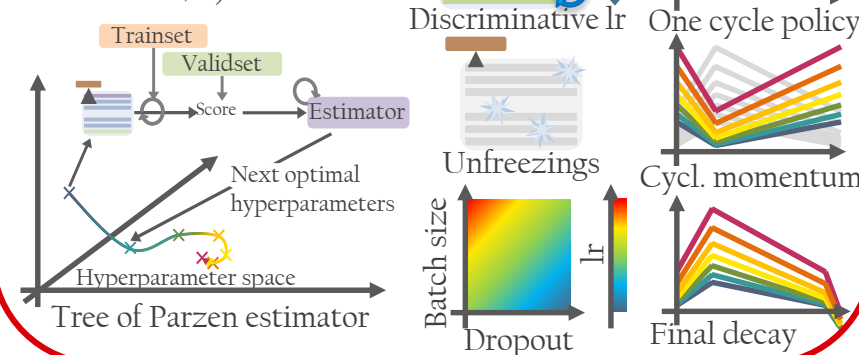 Discriminative lr
One cycle policy
Trainset
Validset
Score
Estimator
Next optimal
hyperparameters
Hyperparameter space
Tree of Parzen estimator
Unfreezings
Cycl. momentum
Batch size
lr
Dropout
Final decay